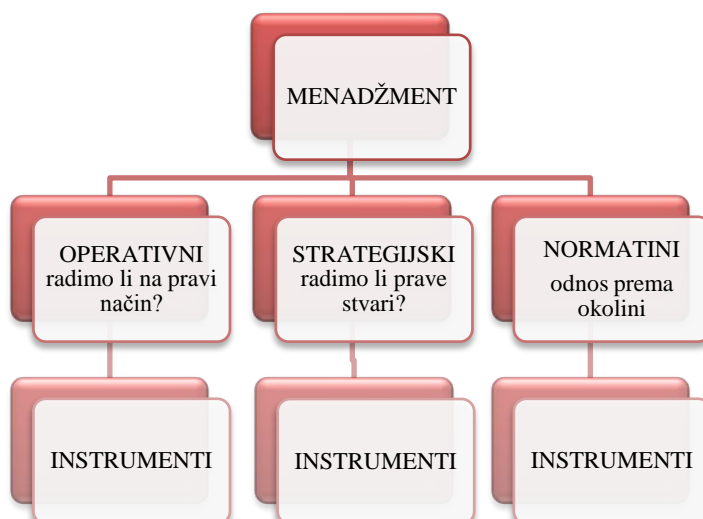 MENADŽMENT
OPERATIVNI
radimo li na pravi
način?
STRATEGIJSKI
radimo li prave
stvari?
NORMATINI
odnos prema
okolini
INSTRUMENTI
INSTRUMENTI
INSTRUMENTI